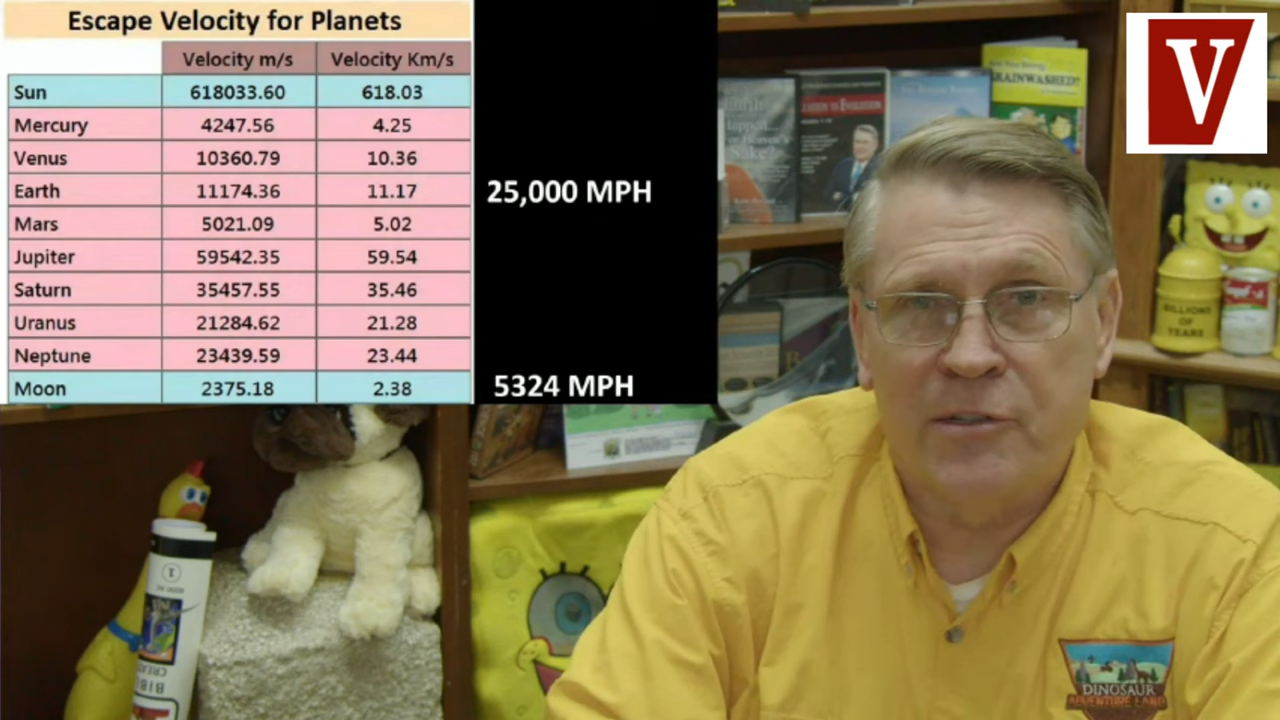 Escape Velocity for Planets
Velocity m/s Velocity Km/s
Sun 618033.60 618.03
Mercury 4247.56 4.25
Venus 10360.79 10.36
Earth 11174.36 11.17
25,000 MPH
Mars 5021.09 5.02
Jupiter 59542.35 59.54
Saturn 35457.55 35.46
Uranus 21284.62 21.28
Neptune 23439.59 23.44
Moon 2375.18 2.38
5324 MPH
V
RAINWASHED?
BILLIONS
OF
YEARS
1
DINOSAUR
ADVENTURE LAND